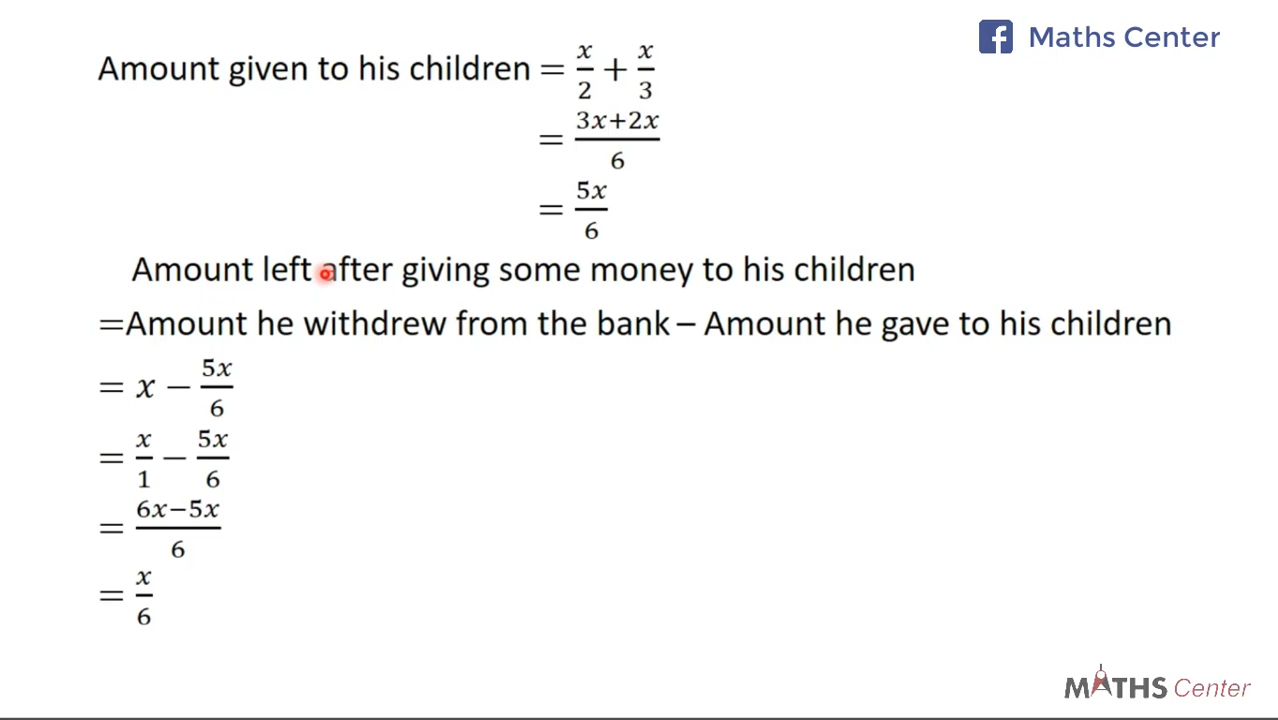 Maths Center
Amount given to his children = x/2 + x/3
= 3x+2x/6
= 5x/6
Amount left after giving some money to his children
=Amount he withdrew from the bank – Amount he gave to his children
= x − 5x/6
= x/1 − 5x/6
= 6x−5x/6
= x/6
MATHS Center